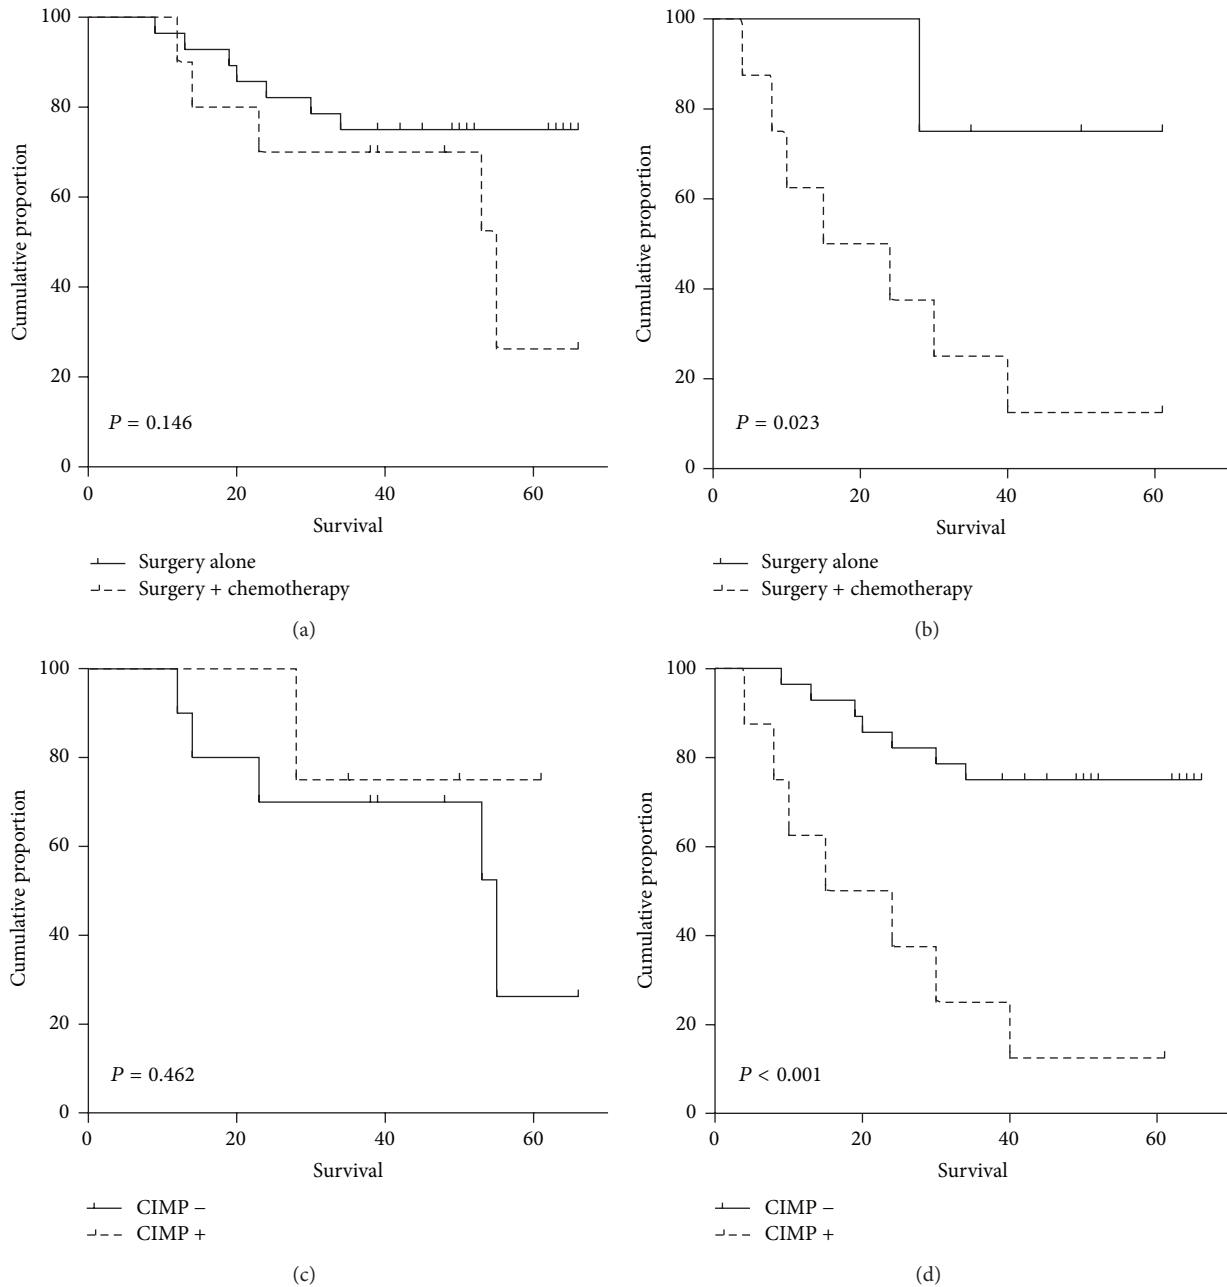 100
80
60
40
20
0
Cumulative proportion
P = 0.146
0 20 40 60
Survival
Surgery alone
Surgery + chemotherapy
(a)
100
80
60
40
20
0
Cumulative proportion
P = 0.023
0 20 40 60
Survival
Surgery alone
Surgery + chemotherapy
(b)
100
80
60
40
20
0
Cumulative proportion
P = 0.462
0 20 40 60
Survival
CIMP −
CIMP +
(c)
100
80
60
40
20
0
Cumulative proportion
P < 0.001
0 20 40 60
Survival
CIMP −
CIMP +
(d)